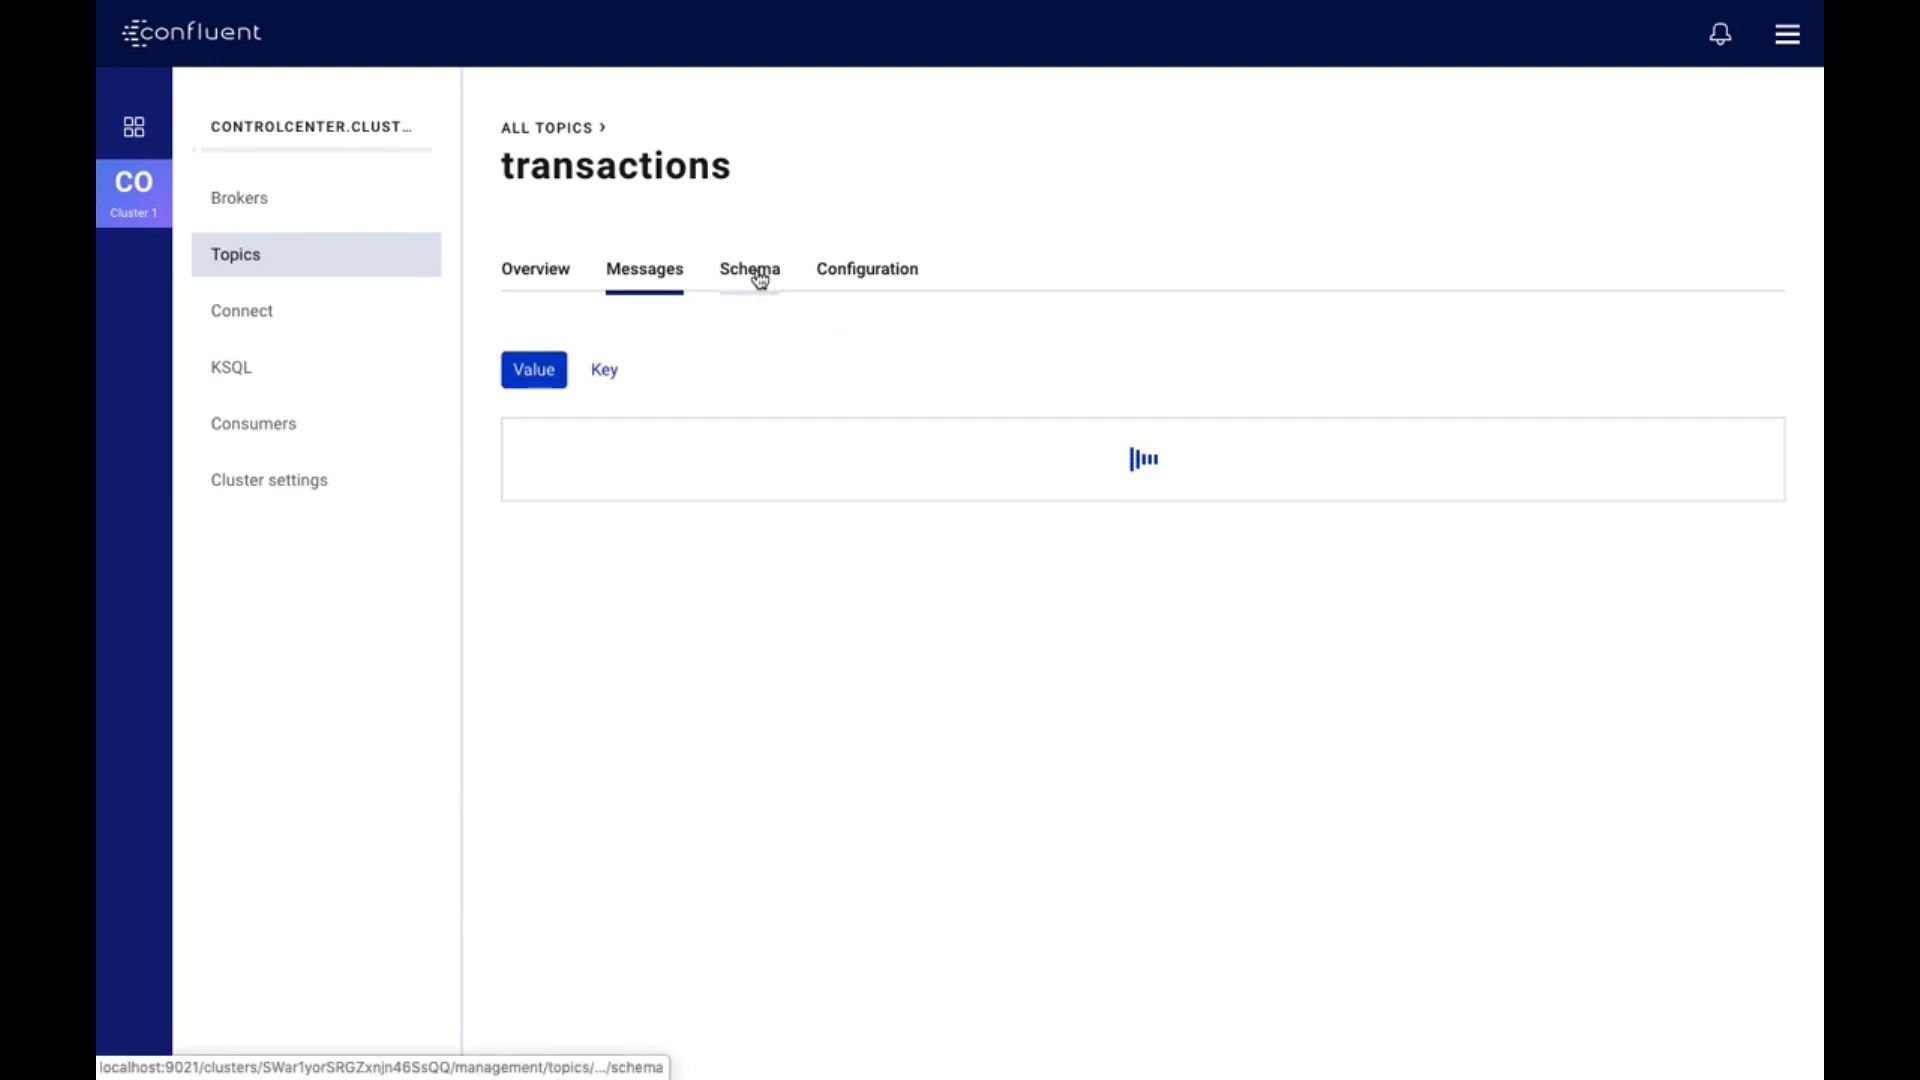 confluent
CONTROLCENTER.CLUST...
CO
Cluster 1
Brokers
Topics
Connect
KSQL
Consumers
Cluster settings
ALL TOPICS ›
transactions
Overview Messages Schema Configuration
Value Key
localhost:9021/clusters/SWar1yorSRGZxnjn46SsQQ/management/topics/.../schema